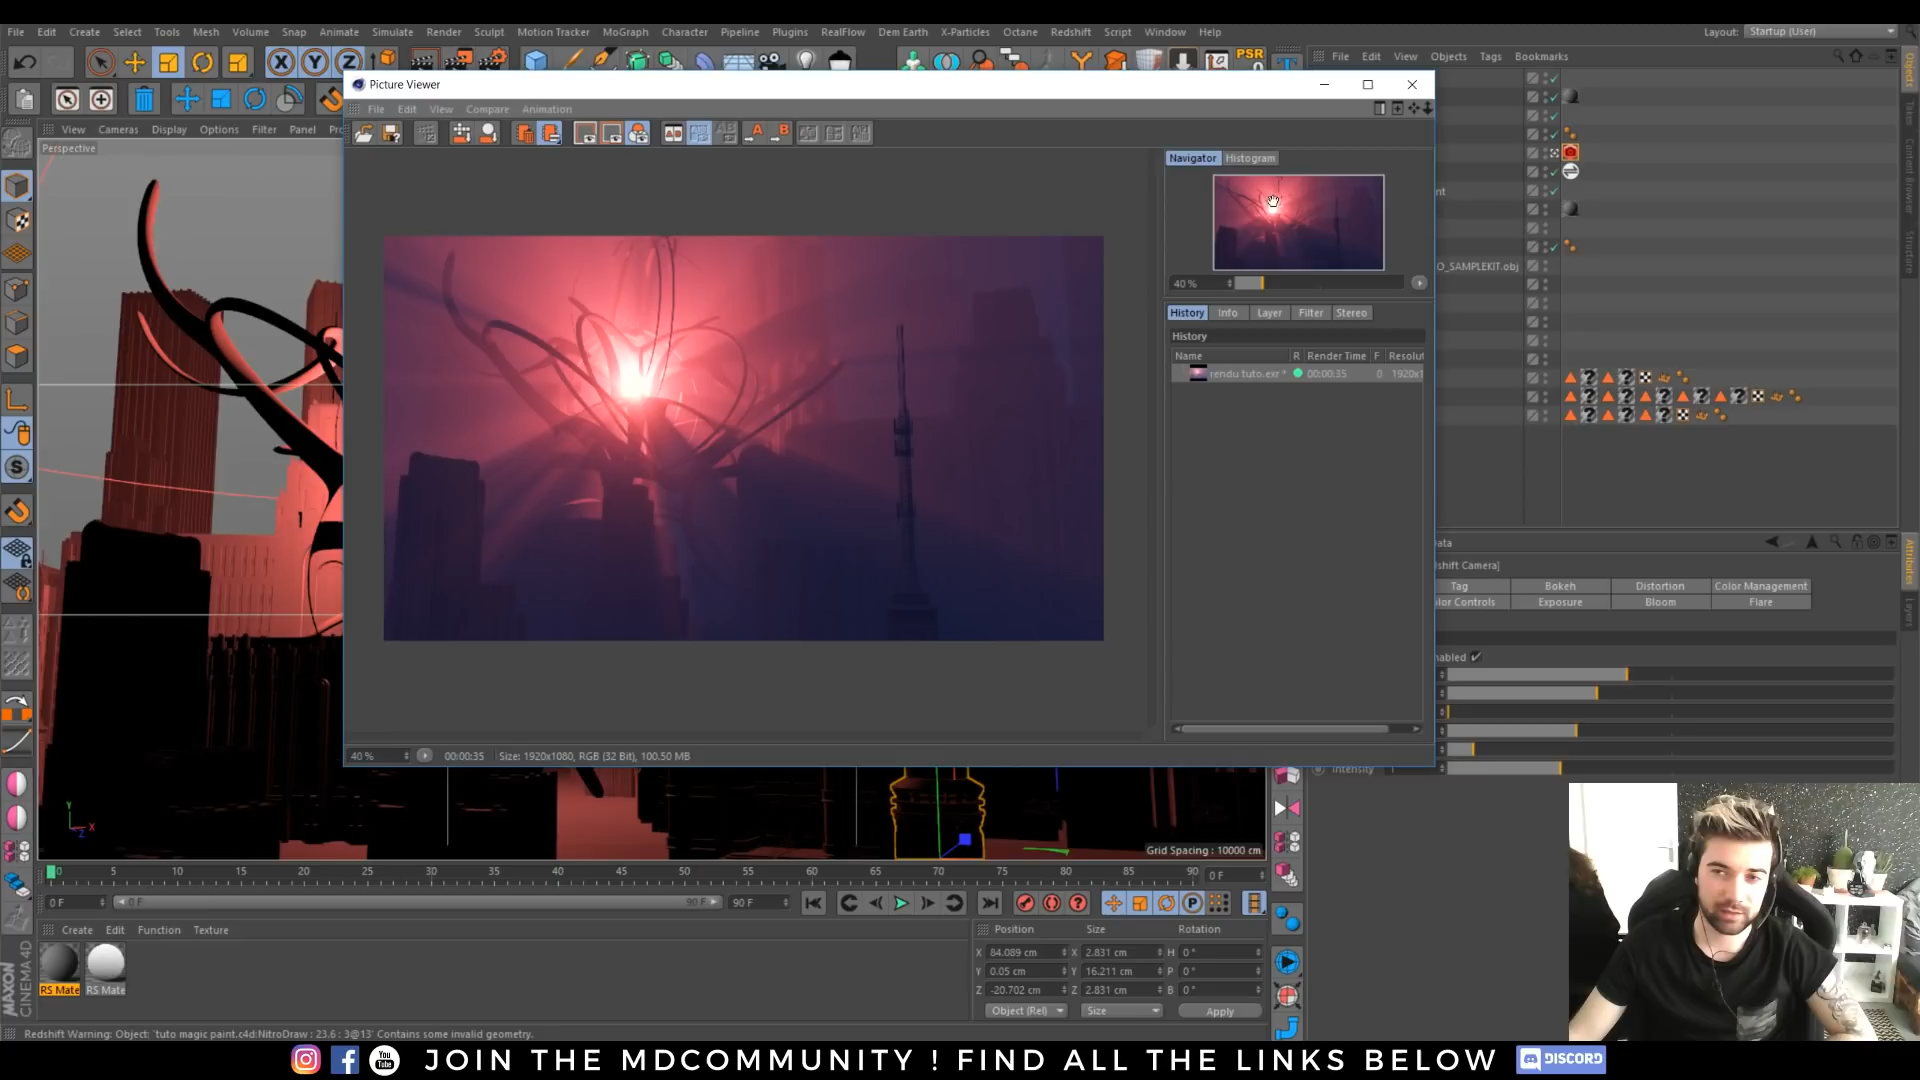 File Edit Create Select Tools Mesh Volume Snap Animate Simulate Render Sculpt Motion Tracker MoGraph Character Pipeline Plugins RealFlow Dem Earth X-Particles Octane Redshift Script Window Help
Layout: Startup (User)
PSR
File Edit View Objects Tags Bookmarks
Picture Viewer
File Edit View Compare Animation
View Cameras Display Options Filter Panel
Perspective
Navigator Histogram
40 %
History Info Layer Filter Stereo
History
Name R Render Time F Resolut
rendu tuto.exr * 00:00:35 0 1920x1
O_SAMPLEKIT.obj
Objects
Content Browser
Structure
Attributes
Layers
shift Camera]
Tag Bokeh Distortion Color Management
Exposure Bloom Flare
40 % 00:00:35 Size: 1920x1080, RGB (32 Bit), 100.50 MB
Intensity 1
Grid Spacing : 10000 cm
0 5 10 15 20 25 30 35 40 45 50 55 60 65 70 75 80 85 90 0 F
0 F 0 F 90 F 90 F
Create Edit Function Texture
Position Size Rotation
X 84.089 cm X 2.831 cm H 0 °
Y 0.05 cm Y 16.211 cm P 0 °
Z -20.702 cm Z 2.831 cm B 0 °
Object (Rel) Size Apply
RS Mate RS Mate
MAXON
CINEMA 4D
Redshift Warning: Object: 'tuto magic paint.c4d:NitroDraw : 23.6 : 3@13' Contains some invalid geometry.
JOIN THE MDCOMMUNITY ! FIND ALL THE LINKS BELOW
DISCORD